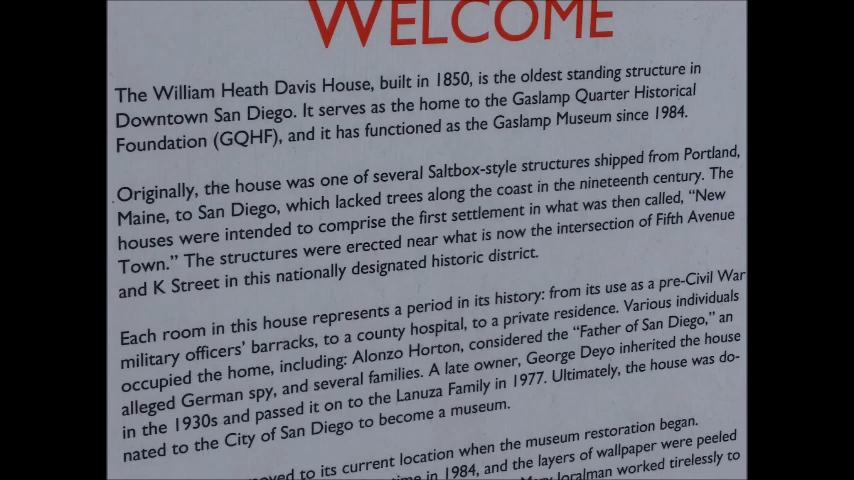 WELCOME
The William Heath Davis House, built in 1850, is the oldest standing structure in
Downtown San Diego. It serves as the home to the Gaslamp Quarter Historical
Foundation (GQHF), and it has functioned as the Gaslamp Museum since 1984.
Originally, the house was one of several Saltbox-style structures shipped from Portland,
Maine, to San Diego, which lacked trees along the coast in the nineteenth century. The
houses were intended to comprise the first settlement in what was then called, “New
Town.” The structures were erected near what is now the intersection of Fifth Avenue
and K Street in this nationally designated historic district.
Each room in this house represents a period in its history: from its use as a pre-Civil War
military officers’ barracks, to a county hospital, to a private residence. Various individuals
occupied the home, including: Alonzo Horton, considered the “Father of San Diego,” an
alleged German spy, and several families. A late owner, George Deyo inherited the house
in the 1930s and passed it on to the Lanuza Family in 1977. Ultimately, the house was do-
nated to the City of San Diego to become a museum.
to its current location when the museum restoration began.
in 1984, and the layers of wallpaper were peeled
Joralman worked tirelessly to